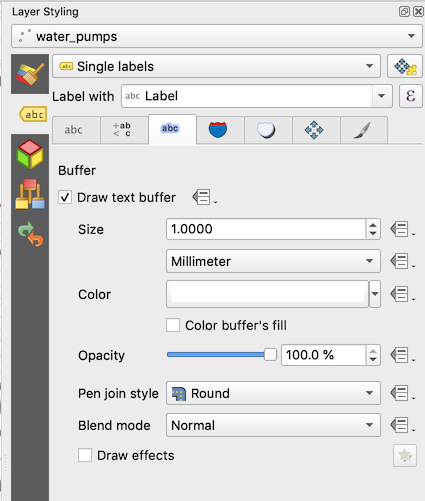 Layer Styling
water_pumps
abc Single labels
abc
Label with abc Label ε
abc +ab < c abc
Buffer
Draw text buffer
Size 1.0000
Millimeter
Color
Color buffer's fill
Opacity 100.0 %
Pen join style Round
Blend mode Normal
Draw effects